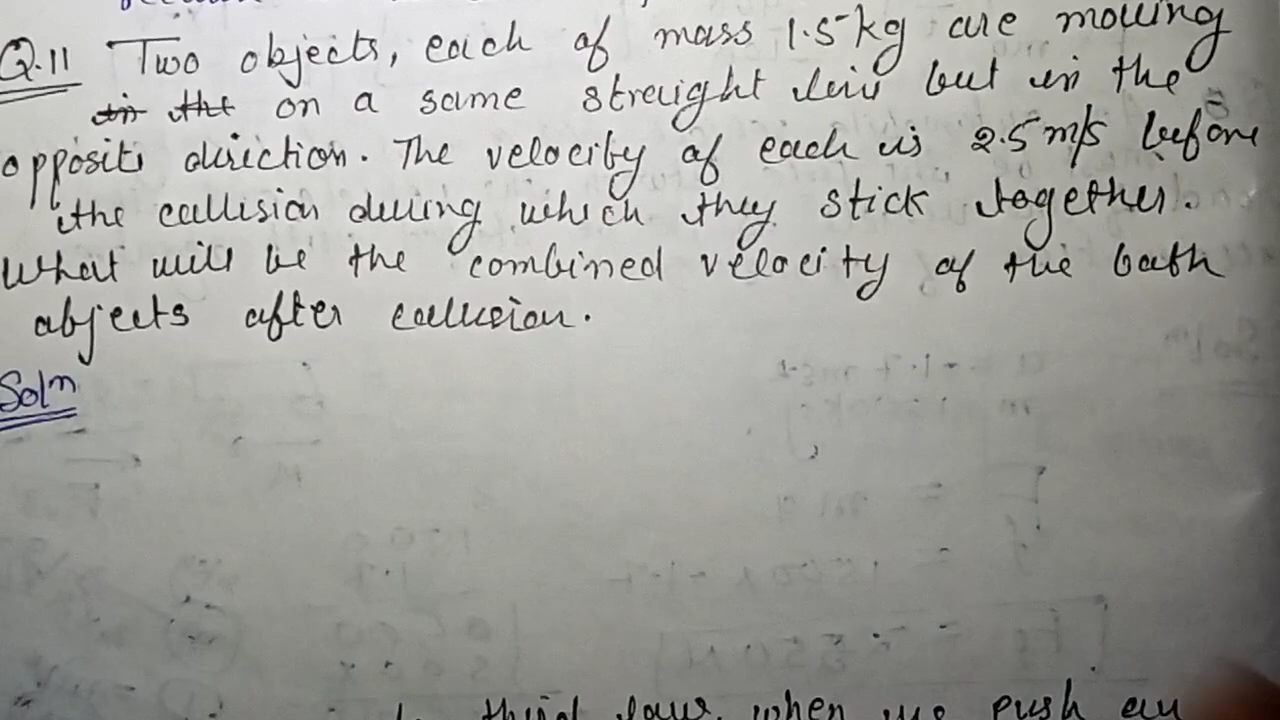 Q.11 Two objects, each of mass 1.5 kg are moving
in the on a same straight line but in the
opposite direction. The velocity of each is 2.5 m/s before
the collision during which they stick together.
What will be the combined velocity of the both
objects after collision.
Solⁿ
third law, when we push an